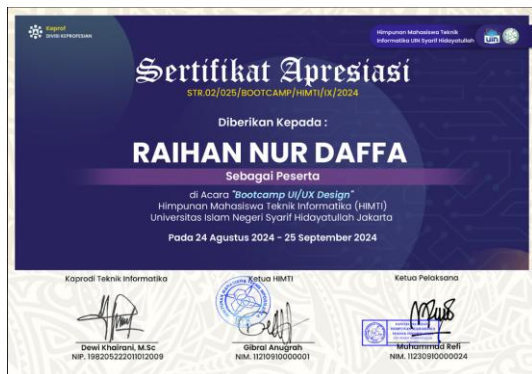 Keprof
DIVISI KEPROFESIAN
Himpunan Mahasiswa Teknik
Informatika UIN Syarif Hidayatullah
uin
Sertifikat Apresiasi
STR.02/025/BOOTCAMP/HIMTI/IX/2024
Diberikan Kepada :
RAIHAN NUR DAFFA
Sebagai Peserta
di Acara "Bootcamp UI/UX Design"
Himpunan Mahasiswa Teknik Informatika (HIMTI)
Universitas Islam Negeri Syarif Hidayatullah Jakarta
Pada 24 Agustus 2024 - 25 September 2024
Kaprodi Teknik Informatika
Ketua HIMTI
Ketua Pelaksana
Dewi Khairani, M.Sc
NIP. 198205222011012009
Gibral Anugrah
NIM. 11210910000001
Muhammad Refi
NIM. 11230910000024